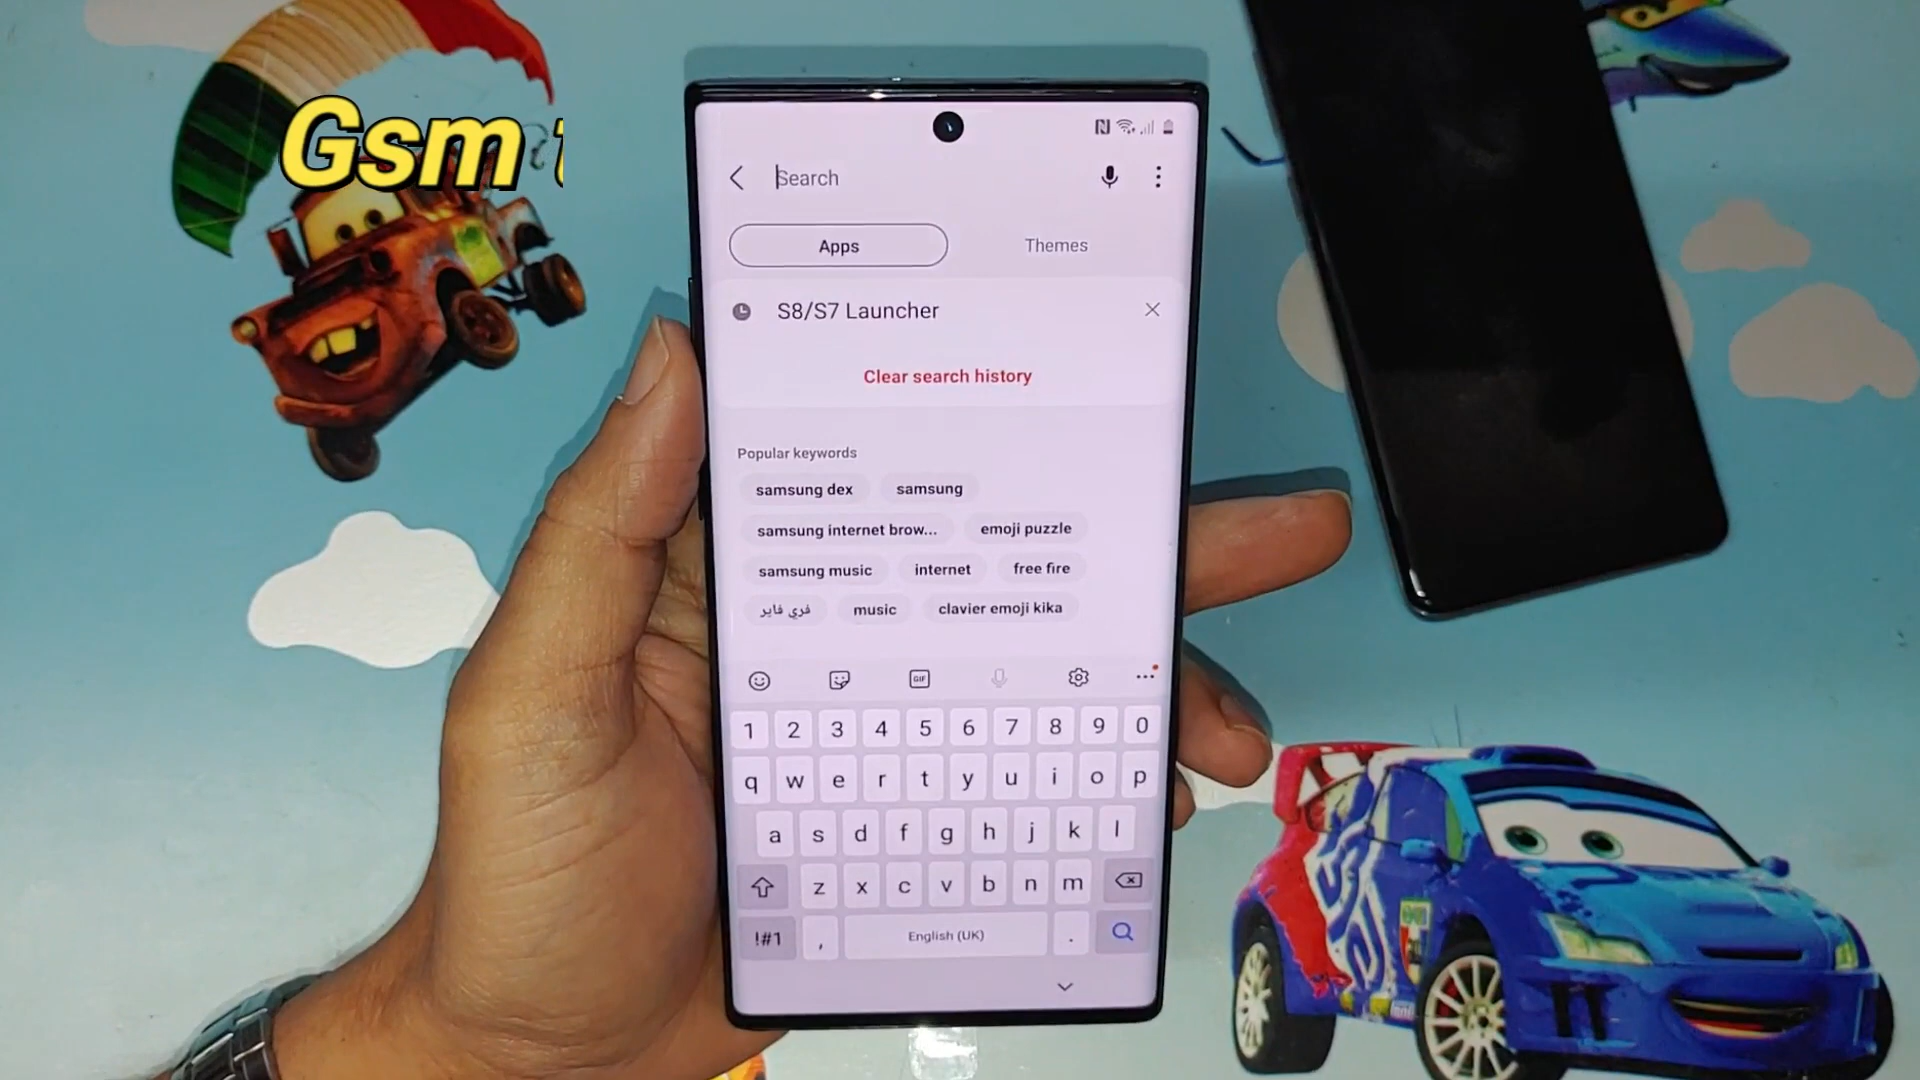 Gsm
Search
Apps
Themes
S8/S7 Launcher
Clear search history
Popular keywords
samsung dex
samsung
samsung internet brow...
emoji puzzle
samsung music
internet
free fire
فري فاير
music
clavier emoji kika
GIF
1 2 3 4 5 6 7 8 9 0
q w e r t y u i o p
a s d f g h j k l
z x c v b n m
!#1 , English (UK) .